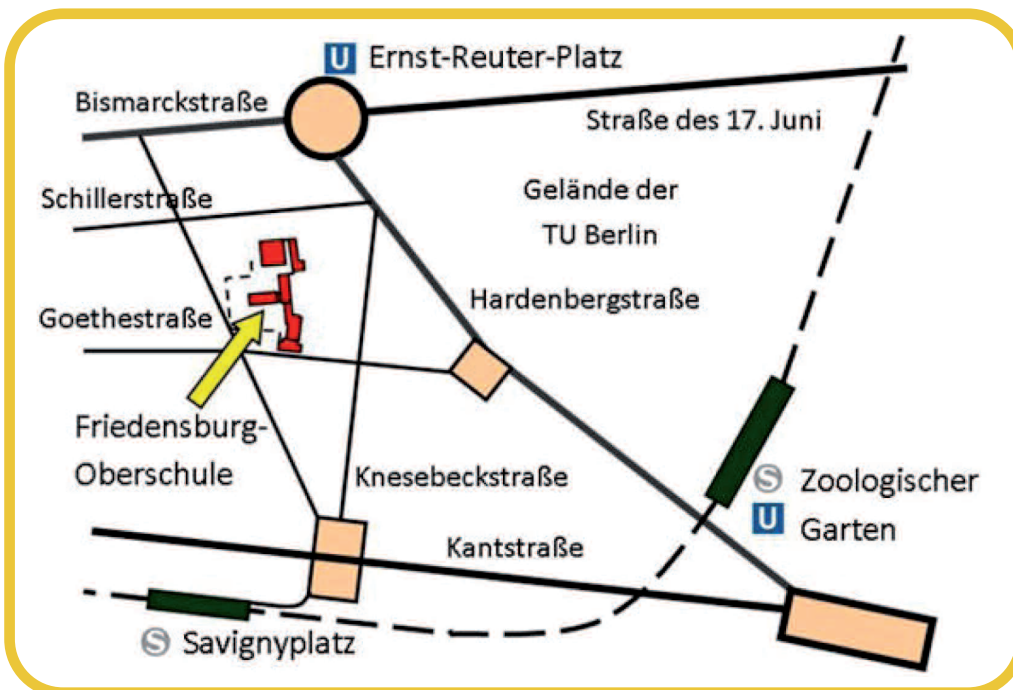 U Ernst-Reuter-Platz
Bismarckstraße
Straße des 17. Juni
Schillerstraße
Gelände der
TU Berlin
Hardenbergstraße
Goethestraße
Friedensburg-
Oberschule
Knesebeckstraße
S Zoologischer
U Garten
Kantstraße
S Savignyplatz